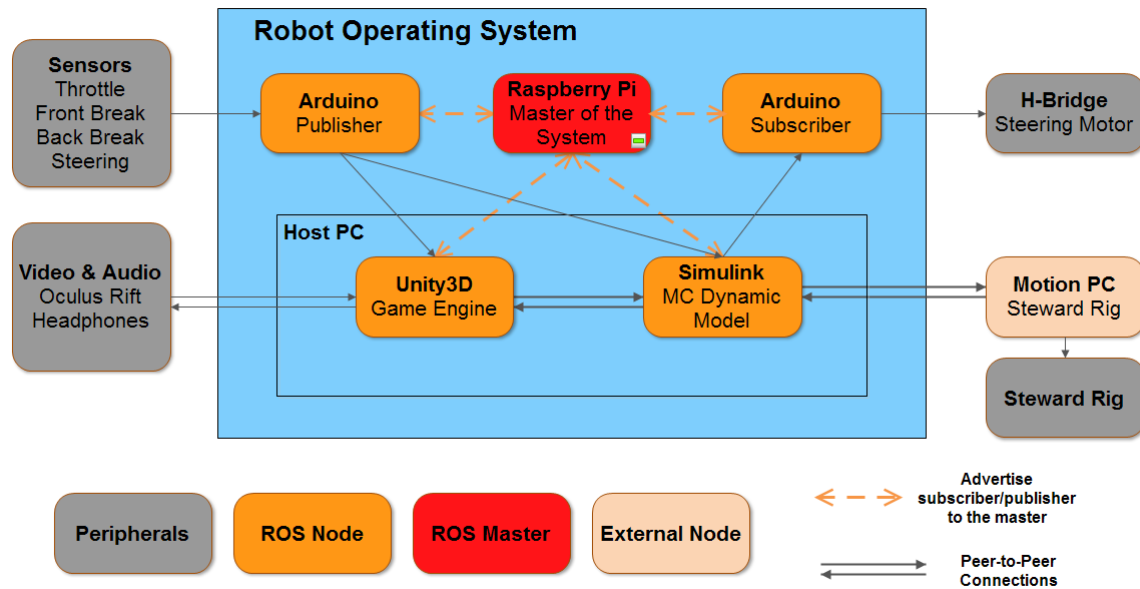 Robot Operating System
Sensors
Throttle
Front Break
Back Break
Steering
Arduino
Publisher
Raspberry Pi
Master of the
System
Arduino
Subscriber
H-Bridge
Steering Motor
Host PC
Video & Audio
Oculus Rift
Headphones
Unity3D
Game Engine
Simulink
MC Dynamic
Model
Motion PC
Steward Rig
Steward Rig
Peripherals
ROS Node
ROS Master
External Node
Advertise
subscriber/publisher
to the master
Peer-to-Peer
Connections